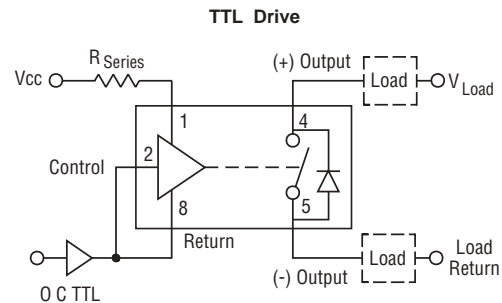 TTL Drive
R Series
(+) Output
Vcc
Load
V Load
1
4
Control
2
8
5
Return
Load
Load Return
(-) Output
O C TTL